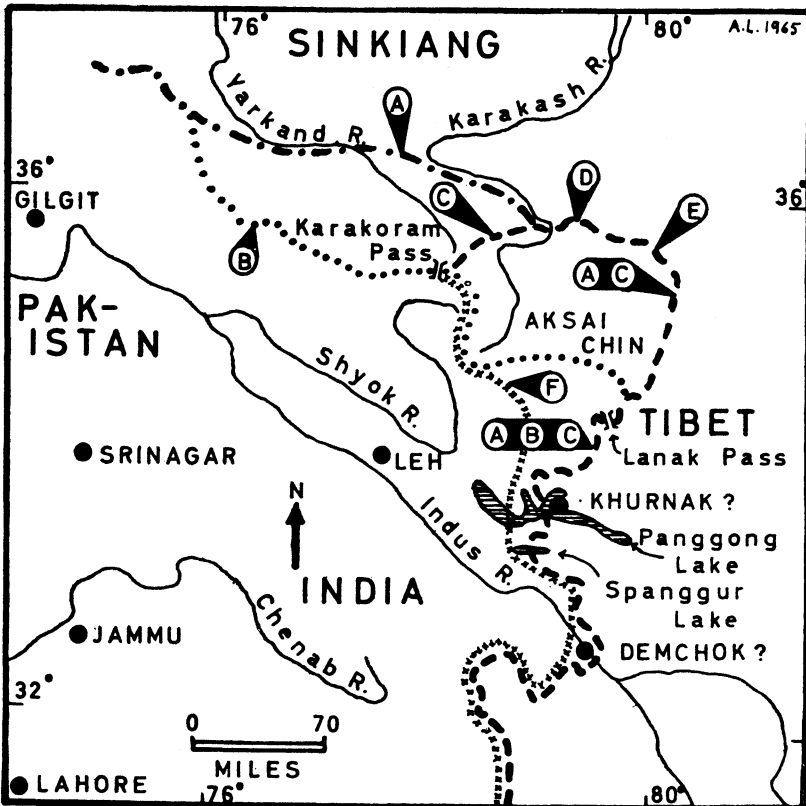 76°
80°
A.L. 1965
SINKIANG
Yarkand R.
Karakash R.
A
36°
GILGIT
C
D
36°
E
Karakoram
Pass
B
A C
PAK-
ISTAN
AKSAI
CHIN
Shyok R.
F
A B C
TIBET
Lanak Pass
SRINAGAR
LEH
N
KHURNAK ?
Indus R.
Panggong
Lake
INDIA
Spanggur
Lake
Chenab R.
JAMMU
DEMCHOK ?
32°
0 70
MILES
LAHORE
76°
80°